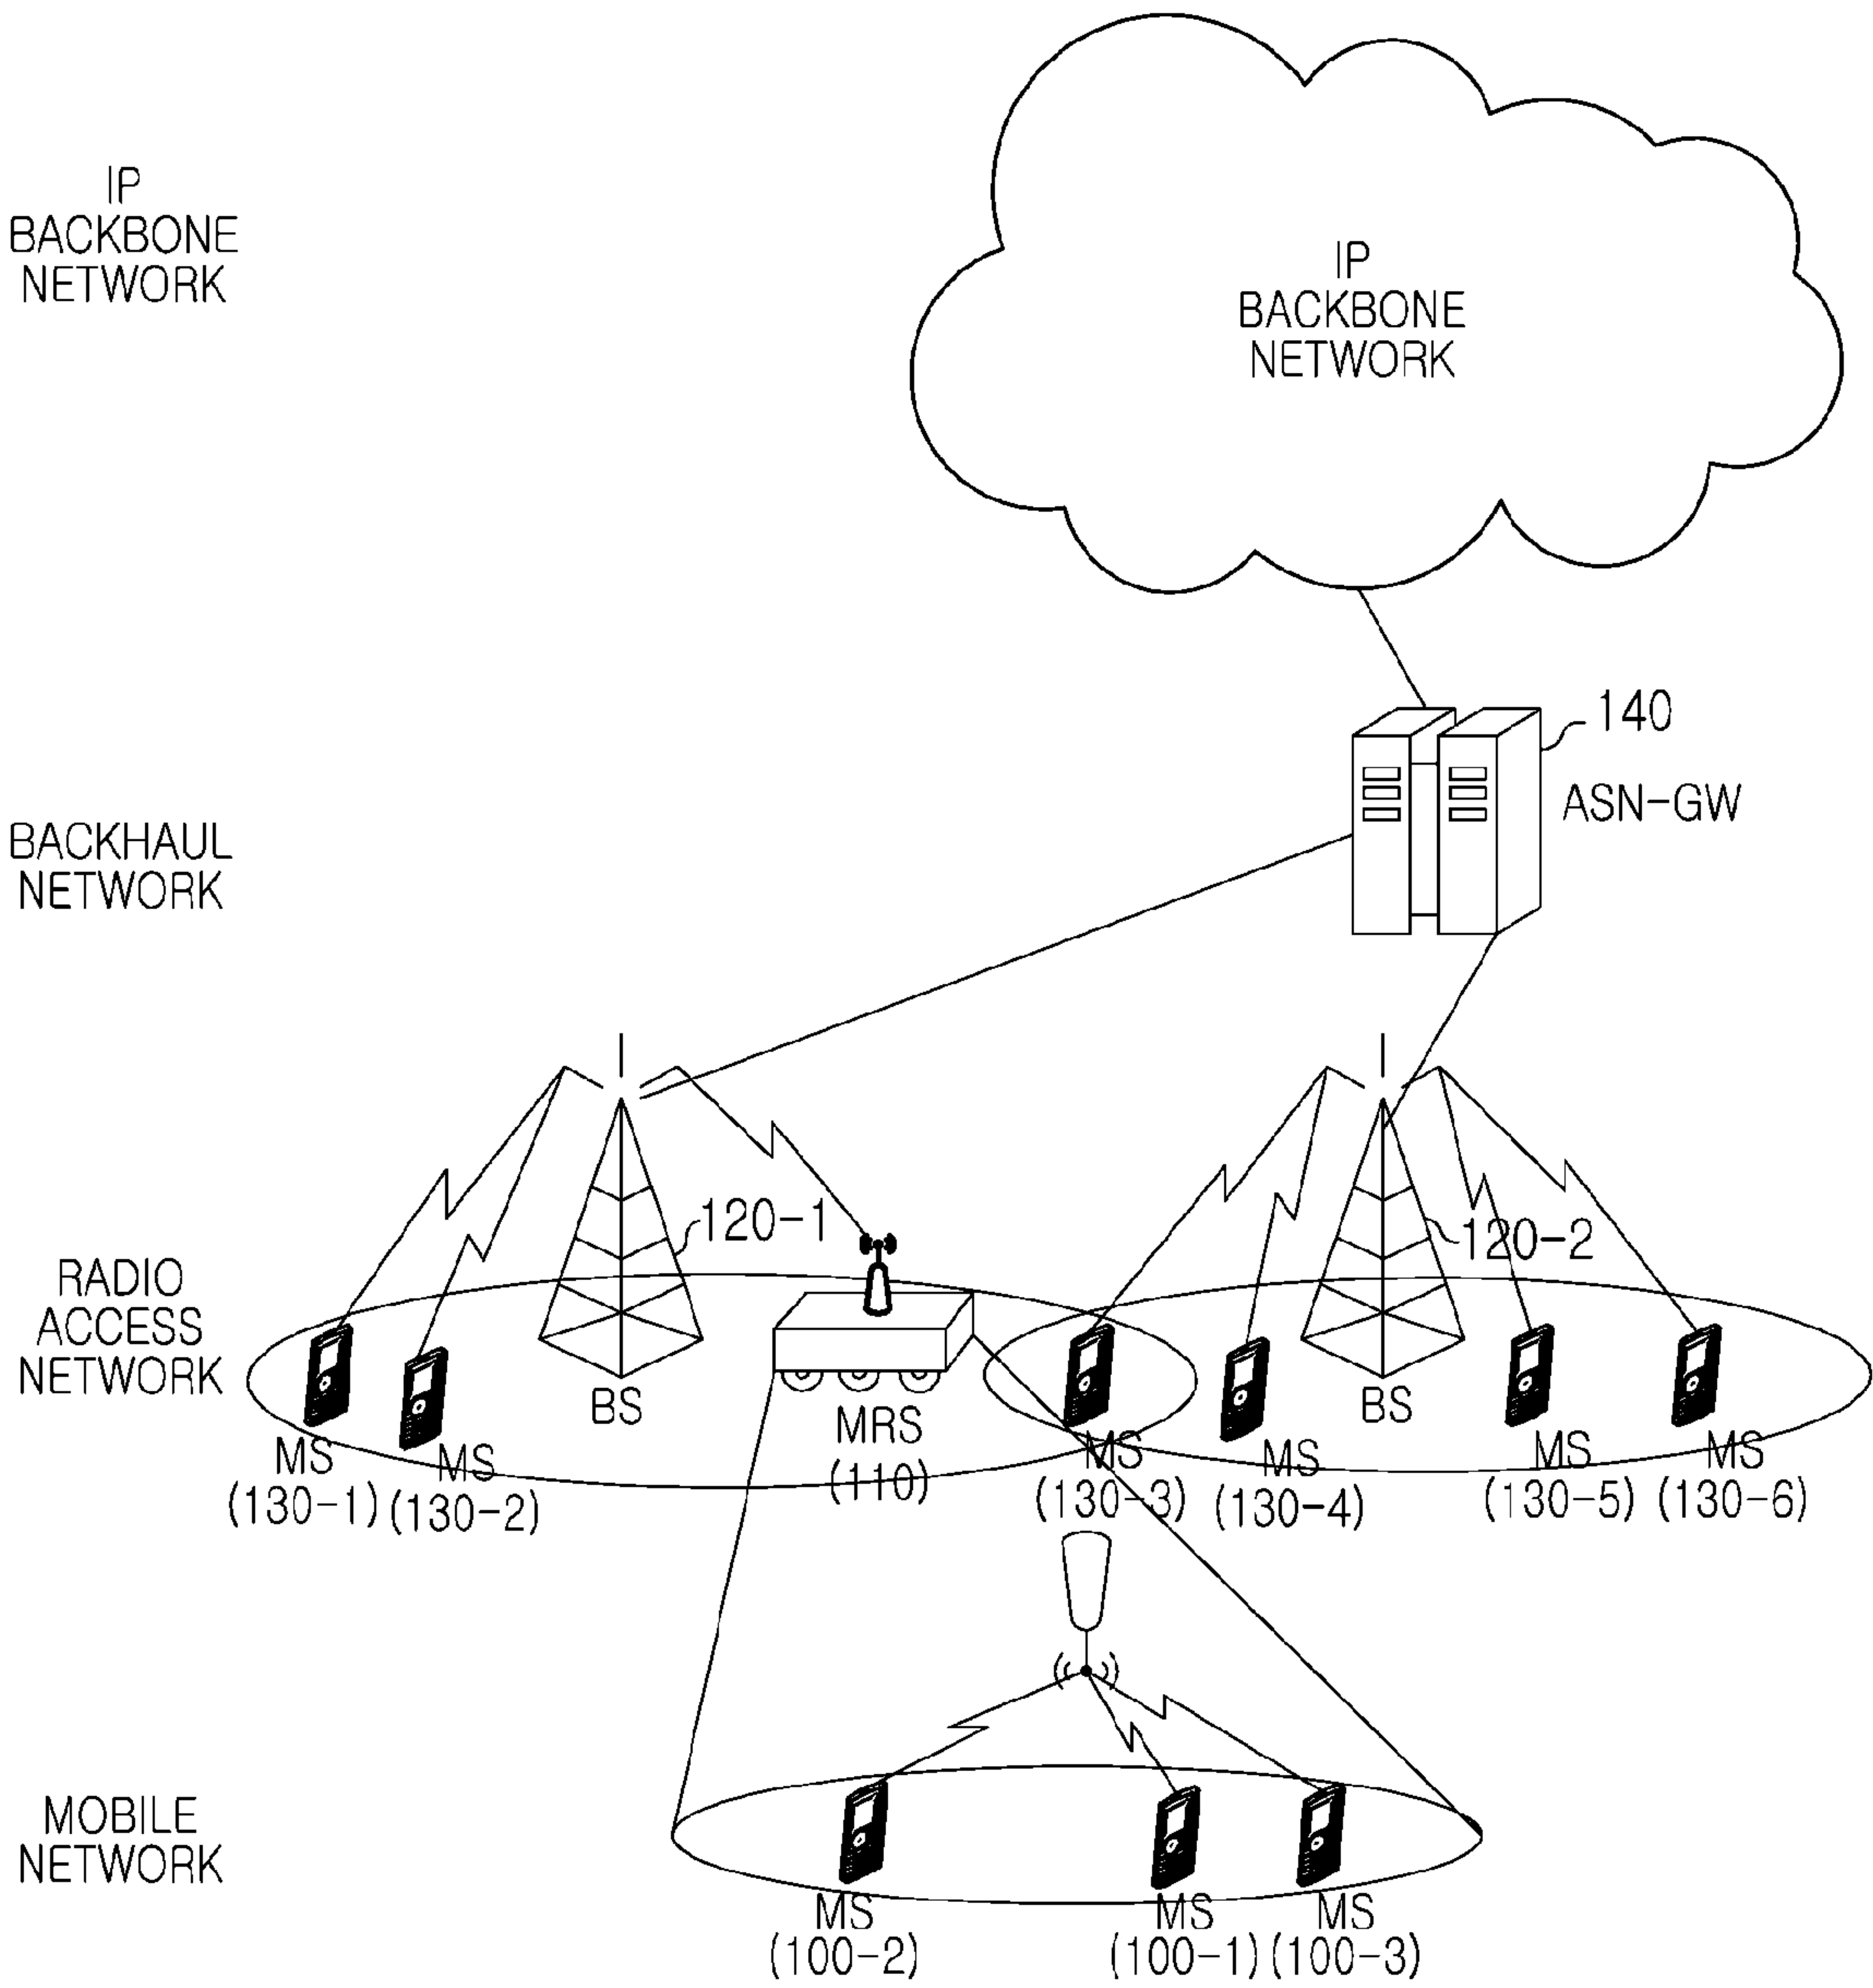 IP
BACKBONE
NETWORK
IP
BACKBONE
NETWORK
140
ASN-GW
BACKHAUL
NETWORK
120-1
120-2
RADIO
ACCESS
NETWORK
BS
MRS
(110)
BS
MS
(130-1)
MS
(130-2)
MS
(130-3)
MS
(130-4)
MS
(130-5)
MS
(130-6)
MOBILE
NETWORK
MS
(100-2)
MS
(100-1)
MS
(100-3)